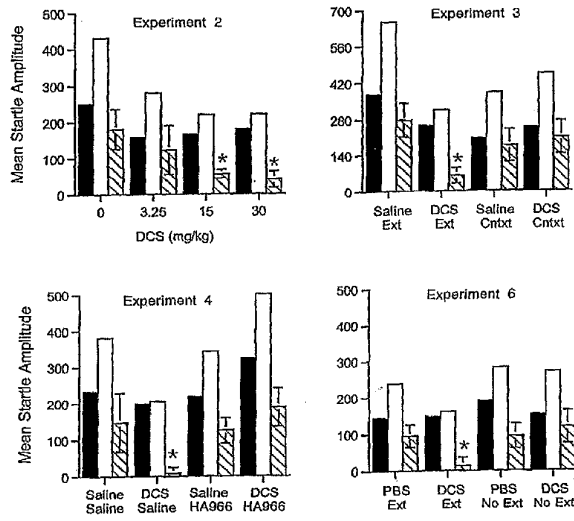 Experiment 2
Mean Startle Amplitude
500
400
300
200
100
0
*
*
0 3.25 15 30
DCS (mg/kg)
Experiment 3
700
560
420
280
140
0
*
Saline DCS Saline DCS
Ext Ext Cntxt Cntxt
Experiment 4
Mean Startle Amplitude
500
400
300
200
100
0
*
Saline DCS Saline DCS
Saline Saline HA966 HA966
Experiment 6
500
400
300
200
100
0
*
PBS DCS PBS DCS
Ext Ext No Ext No Ext